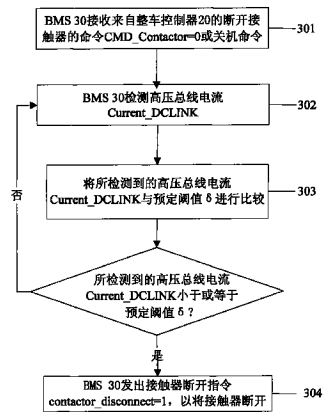 BMS 30接收来自整车控制器20的断开接
触器的命令CMD_Contactor=0或关机命令
301
BMS 30检测高压总线电流
Current_DCLINK
302
将所检测到的高压总线电流
Current_DCLINK与预定阈值 δ 进行比较
303
否
所检测到的高压总线电流
Current_DCLINK小于或等于
预定阈值 δ？
是
BMS 30发出接触器断开指令
contactor_disconnect=1，以将接触器断开
304